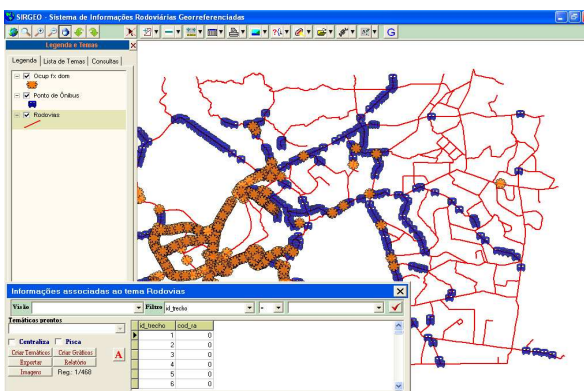 SIRGEO - Sistema de Informações Rodoviárias Georreferenciadas
G
Legenda e Temas
Legenda Lista de Temas Consultas
Ocup fx dom
Ponto de Ônibus
Rodovias
Informações associadas ao tema Rodovias
Visão Filtro id_trecho =
Temáticos prontos
Centraliza Pisca
Criar Temáticos Criar Gráficos
Exportar Relatório
Imagem Reg.: 1/468
A
id_trecho cod_ra
1 0
2 0
3 0
4 0
5 0
6 0